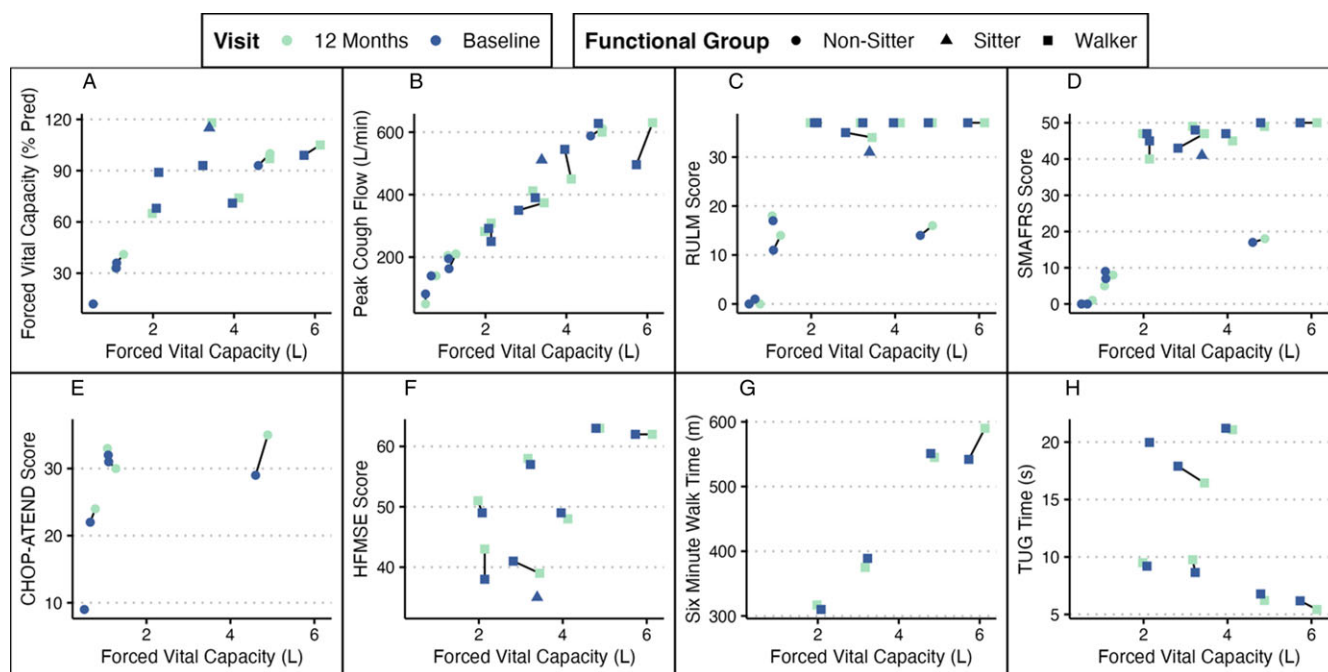 Visit 12 Months Baseline
Functional Group Non-Sitter Sitter Walker
A
Forced Vital Capacity (% Pred)
120
90
60
30
2 4 6
Forced Vital Capacity (L)
B
Peak Cough Flow (L/min)
600
400
200
2 4 6
Forced Vital Capacity (L)
C
RULM Score
30
20
10
0
2 4 6
Forced Vital Capacity (L)
D
SMAFRS Score
50
40
30
20
10
0
2 4 6
Forced Vital Capacity (L)
E
CHOP-ATEND Score
30
20
10
2 4 6
Forced Vital Capacity (L)
F
HFMSE Score
60
50
40
2 4 6
Forced Vital Capacity (L)
G
Six Minute Walk Time (m)
600
500
400
300
2 4 6
Forced Vital Capacity (L)
H
TUG Time (s)
20
15
10
5
2 4 6
Forced Vital Capacity (L)